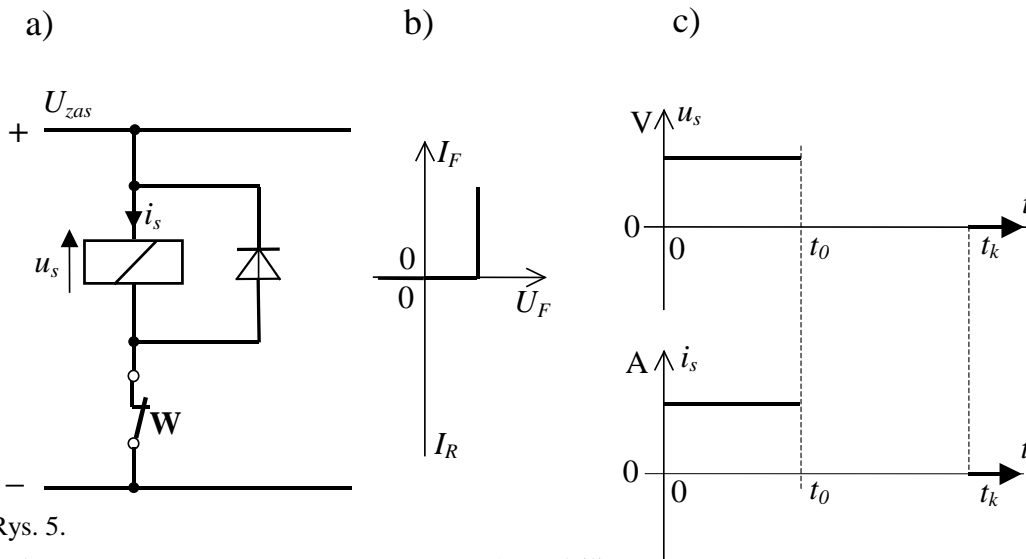 a)
b)
c)
U_zas
+
i_s
u_s
W
−
I_F
0
0
U_F
I_R
V
u_s
t
0
0
t_0
t_k
A
i_s
t
0
0
t_0
t_k
Rys. 5.